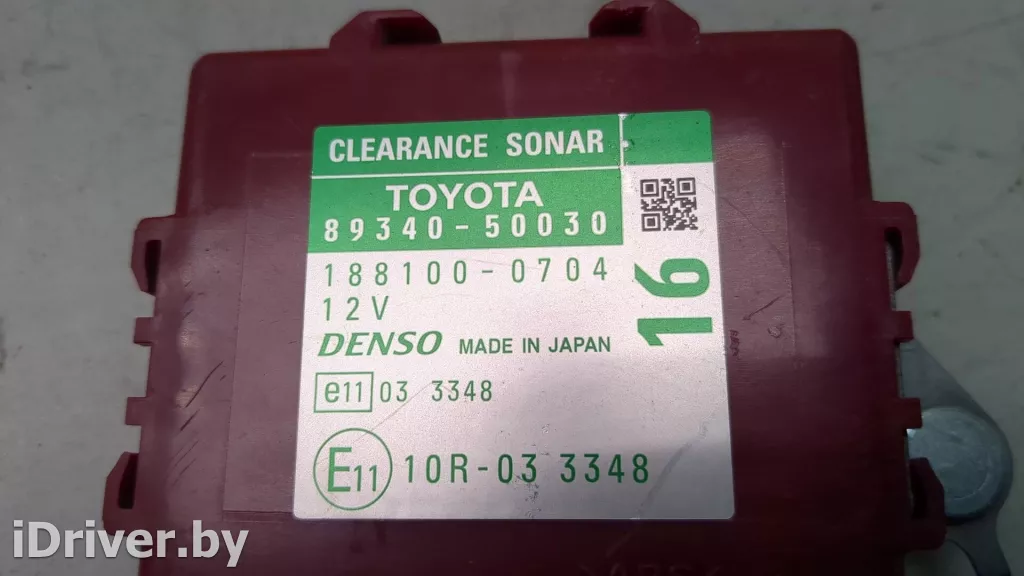 CLEARANCE SONAR
TOYOTA
89340-50030
188100-0704
12V
16
DENSO MADE IN JAPAN
e11 03 3348
E11 10R-03 3348
iDriver.by